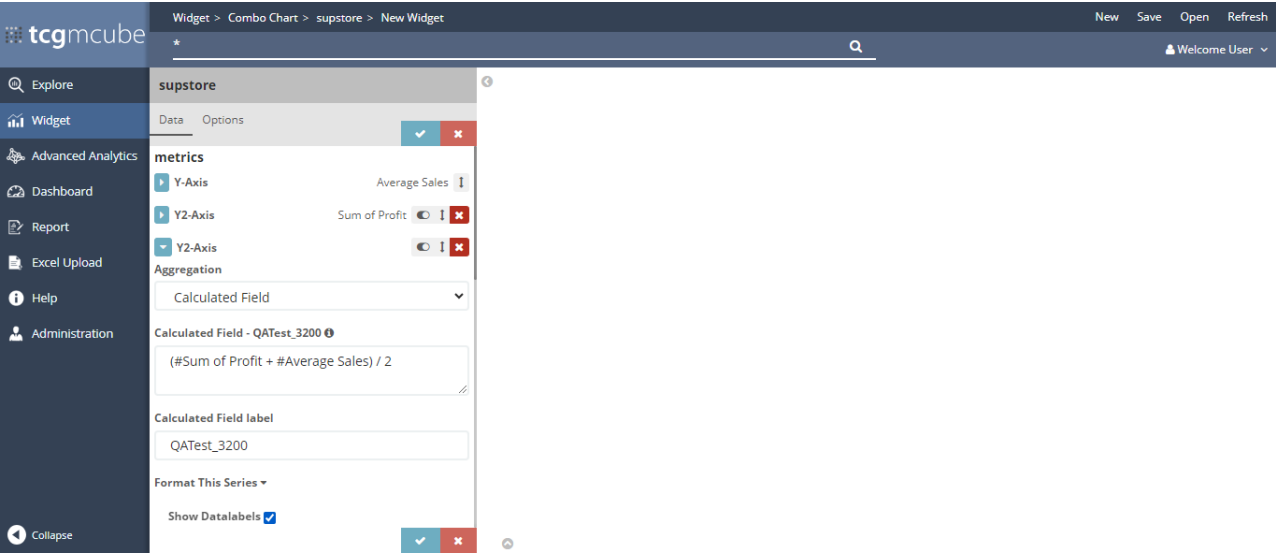 tcgmcube
Widget > Combo Chart > supstore > New Widget
New Save Open Refresh
*
Welcome User
Explore
Widget
Advanced Analytics
Dashboard
Report
Excel Upload
Help
Administration
Collapse
supstore
Data Options
metrics
Y-Axis Average Sales
Y2-Axis Sum of Profit
Y2-Axis
Aggregation
Calculated Field
Calculated Field - QATest_3200
(#Sum of Profit + #Average Sales) / 2
Calculated Field label
QATest_3200
Format This Series
Show Datalabels